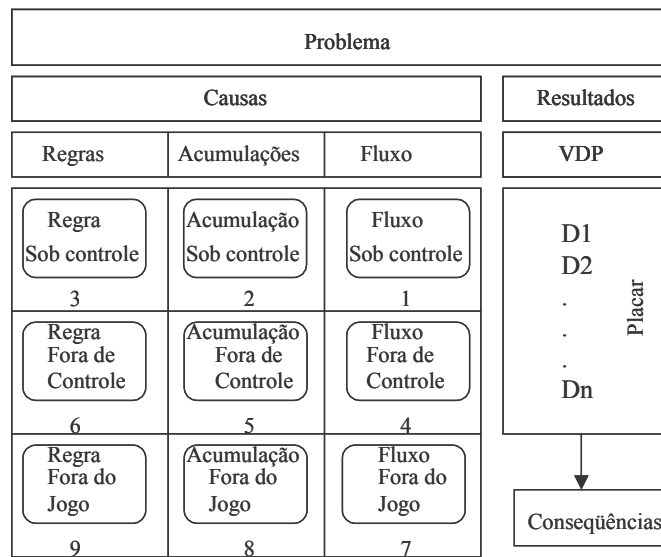 Problema
Causas
Resultados
Regras
Acumulações
Fluxo
VDP
Regra
Sob controle
3
Acumulação
Sob controle
2
Fluxo
Sob controle
1
Regra
Fora de
Controle
6
Acumulação
Fora de
Controle
5
Fluxo
Fora de
Controle
4
Regra
Fora do
Jogo
9
Acumulação
Fora do
Jogo
8
Fluxo
Fora do
Jogo
7
D1
D2
.
.
.
Dn
Placar
Conseqüências